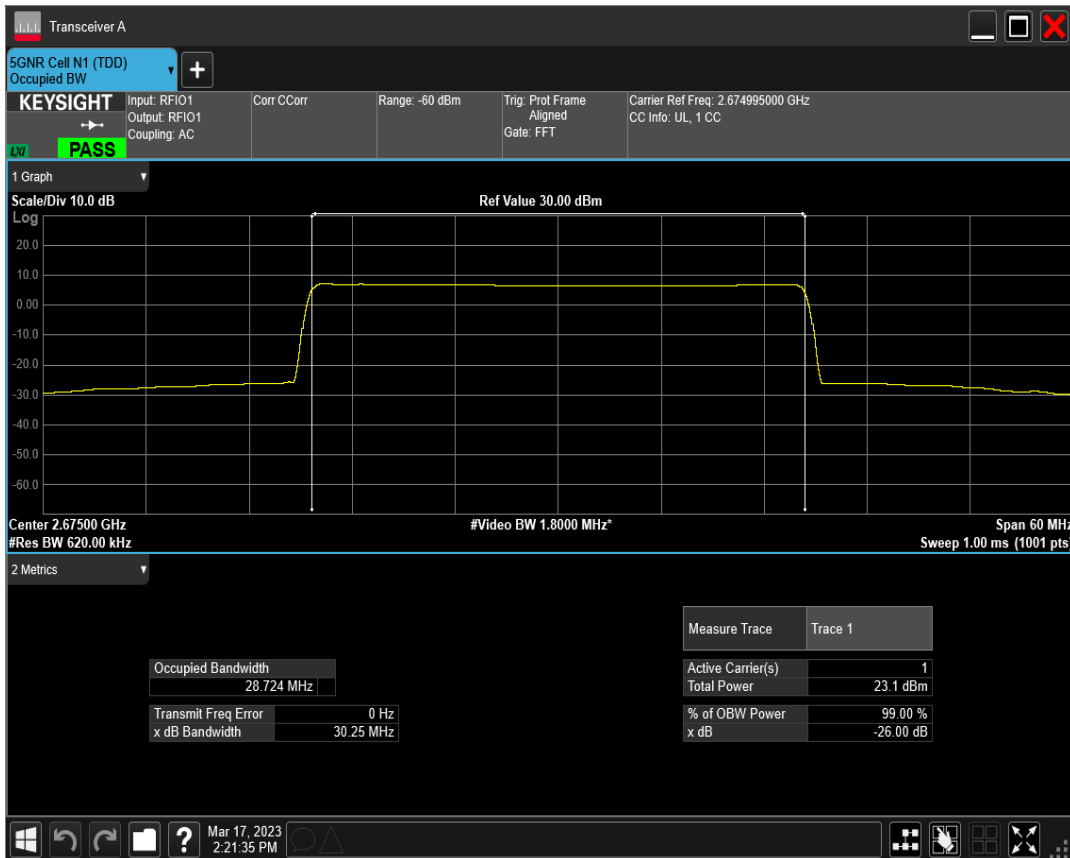 Transceiver A
5GNR Cell N1 (TDD)
Occupied BW
+
KEYSIGHT
LXI
PASS
Input: RFIO1
Output: RFIO1
Coupling: AC
Corr CCorr
Range: -60 dBm
Trig: Prot Frame
Aligned
Gate: FFT
Carrier Ref Freq: 2.674995000 GHz
CC Info: UL, 1 CC
1 Graph
Scale/Div 10.0 dB
Ref Value 30.00 dBm
Log
20.0
10.0
0.00
-10.0
-20.0
-30.0
-40.0
-50.0
-60.0
Center 2.67500 GHz
#Video BW 1.8000 MHz*
Span 60 MHz
#Res BW 620.00 kHz
Sweep 1.00 ms (1001 pts)
2 Metrics
Measure Trace Trace 1
Occupied Bandwidth
28.724 MHz
Active Carrier(s) 1
Total Power 23.1 dBm
Transmit Freq Error 0 Hz
x dB Bandwidth 30.25 MHz
% of OBW Power 99.00 %
x dB -26.00 dB
?
Mar 17, 2023
2:21:35 PM